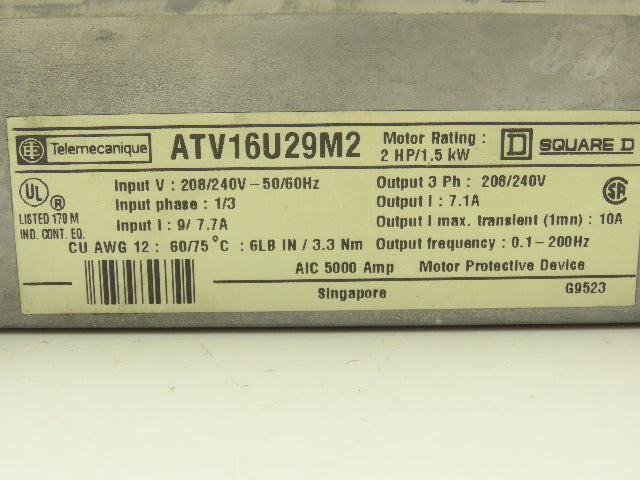 Telemecanique ATV16U29M2 Motor Rating : 2 HP/1.5 kW D SQUARE D
UL ® LISTED 170 M IND. CONT. EQ.
Input V : 208/240V – 50/60Hz
Input phase : 1/3
Input I : 9/ 7.7A
CU AWG 12 : 60/75 °C : 6LB IN / 3.3 Nm
Output 3 Ph : 208/240V
Output I : 7.1A
Output I max. transient (1mn) : 10A
Output frequency : 0.1 – 200Hz
SA
AIC 5000 Amp Motor Protective Device
Singapore G9523